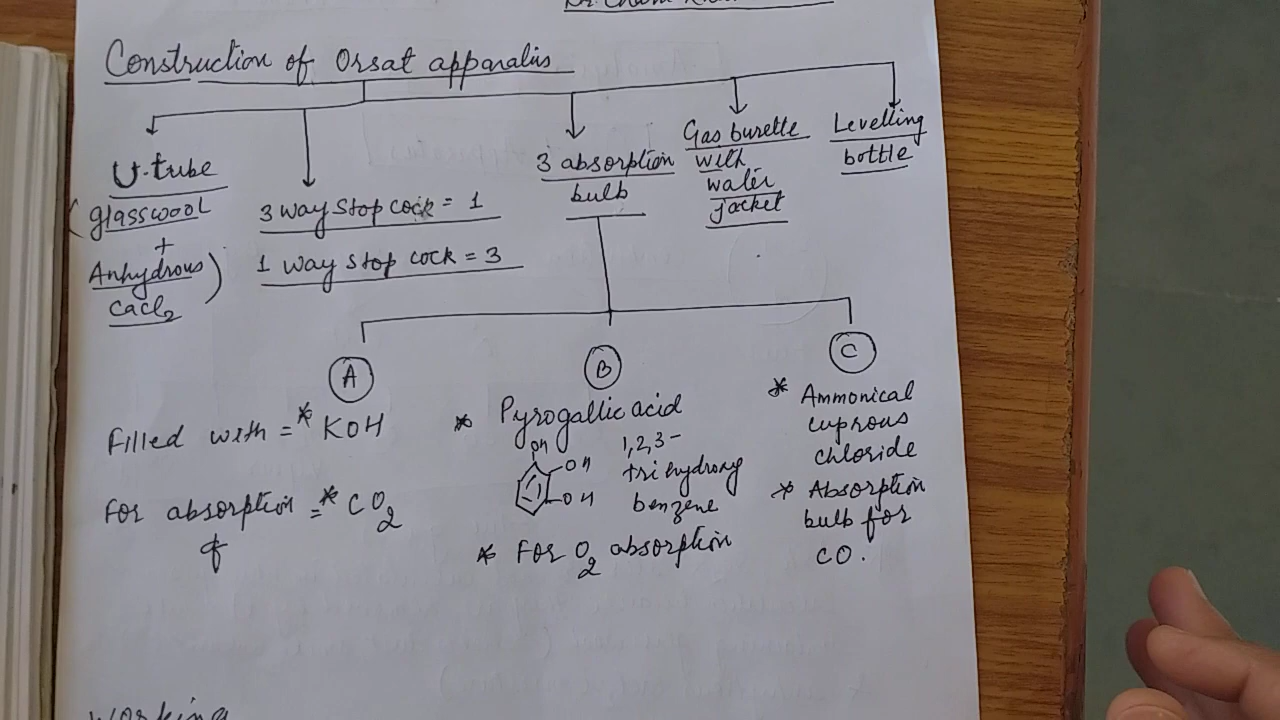 Construction of Orsat apparatus
U-tube
(glasswool
+
Anhydrous)
CaCl2
3 way stop cock = 1
1 way stop cock = 3
3 absorption
bulb
Gas burette
with
water
jacket
Levelling
bottle
A
Filled with = * KOH
For absorption = * CO2
of
B
* Pyrogallic acid
OH
OH
OH
1,2,3-
trihydroxy
benzene
* For O2 absorption
C
* Ammonical
cuprous
chloride
* Absorption
bulb for
CO.
Working